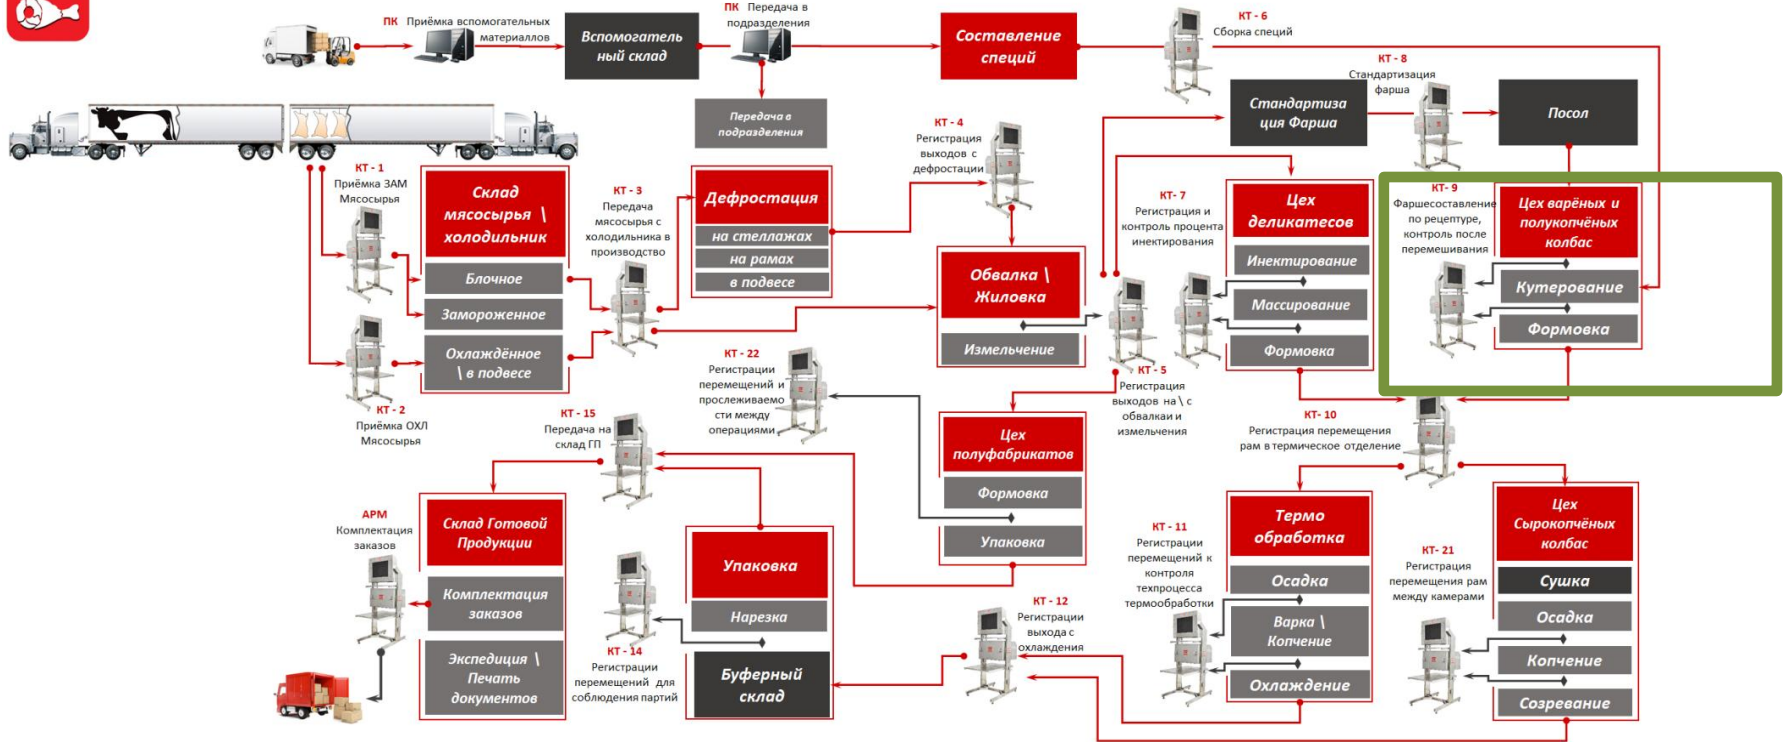 ПК Приёмка вспомогательных
материаллов
Вспомогатель
ный склад
ПК Передача в
подразделения
Передача в
подразделения
Составление
специй
КТ - 6
Сборка специй
КТ - 8
Стандартизация
фарша
Стандартиза
ция Фарша
Посол
КТ - 1
Приёмка ЗАМ
Мясосырья
Склад
мясосырья \
холодильник
Блочное
Замороженное
Охлаждённое
\ в подвесе
КТ - 2
Приёмка ОХЛ
Мясосырья
КТ - 3
Передача
мясосырья с
холодильника в
производство
Дефростация
на стеллажах
на рамах
в подвесе
КТ - 4
Регистрация
выходов с
дефростации
Обвалка \
Жиловка
Измельчение
КТ - 5
Регистрация
выходов на \ с
обвалкаи и
измельчения
КТ - 7
Регистрация и
контроль процента
инектирования
Цех
деликатесов
Инектирование
Массирование
Формовка
КТ- 9
Фаршесоставление
по рецептуре,
контроль после
перемешивания
Цех варёных и
полукопчёных
колбас
Кутерование
Формовка
КТ - 22
Регистрации
перемещений и
прослеживаемо
сти между
операциями
КТ - 15
Передача на
склад ГП
Цех
полуфабрикатов
Формовка
Упаковка
КТ- 10
Регистрация перемещения
рам в термическое отделение
АРМ
Комплектация
заказов
Склад Готовой
Продукции
Комплектация
заказов
Экспедиция \
Печать
документов
Упаковка
Нарезка
Буферный
склад
КТ - 14
Регистрации
перемещений для
соблюдения партий
КТ - 12
Регистрации
выхода с
охлаждения
КТ - 11
Регистрации
перемещений к
контроля
техпроцесса
термообработки
Термо
обработка
Осадка
Варка \
Копчение
Охлаждение
КТ- 21
Регистрация
перемещения рам
между камерами
Цех
Сырокопчёных
колбас
Сушка
Осадка
Копчение
Созревание